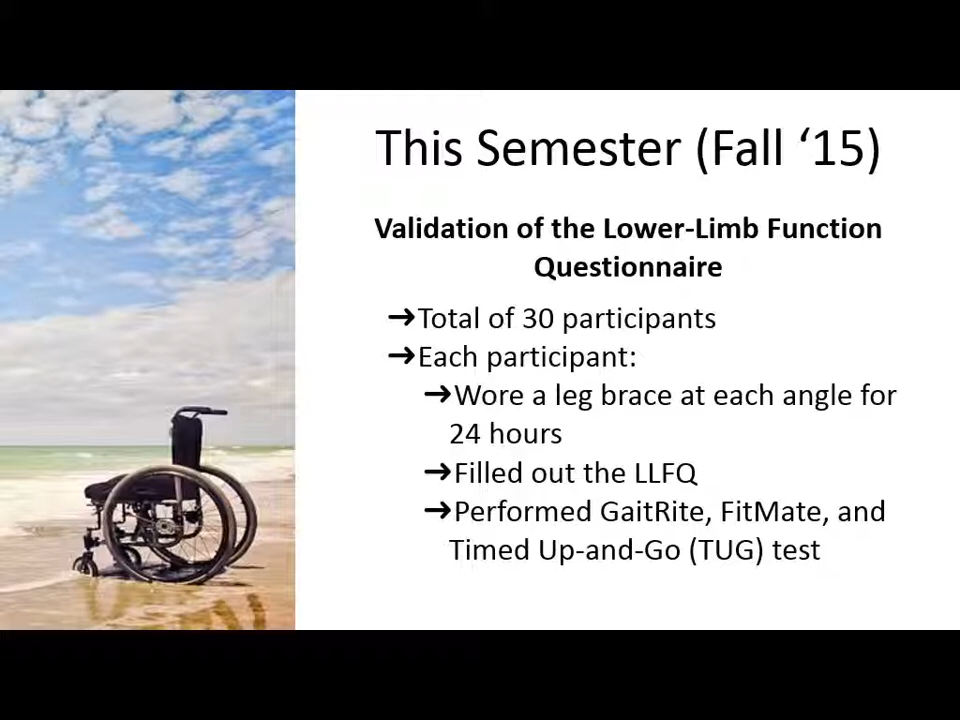 This Semester (Fall ‘15)
Validation of the Lower-Limb Function
Questionnaire
➔Total of 30 participants
➔Each participant:
➔Wore a leg brace at each angle for
24 hours
➔Filled out the LLFQ
➔Performed GaitRite, FitMate, and
Timed Up-and-Go (TUG) test